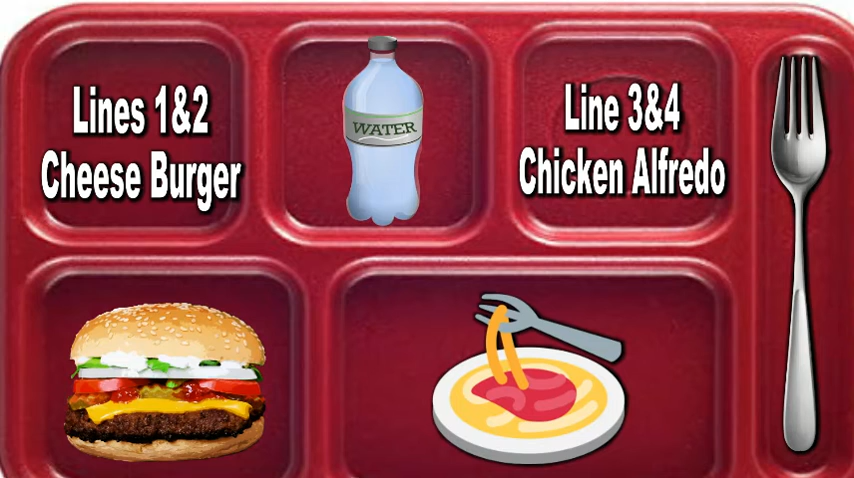 Lines 1&2
Cheese Burger
WATER
Line 3&4
Chicken Alfredo